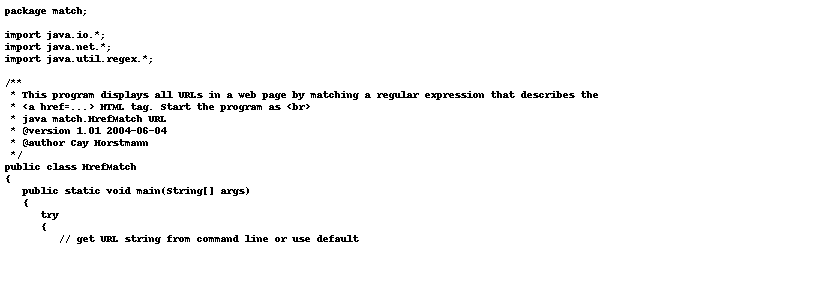 package match;

import java.io.*;
import java.net.*;
import java.util.regex.*;

/**
 * This program displays all URLs in a web page by matching a regular expression that describes the
 * <a href=...> HTML tag. Start the program as <br>
 * java match.HrefMatch URL
 * @version 1.01 2004-06-04
 * @author Cay Horstmann
 */
public class HrefMatch
{
   public static void main(String[] args)
   {
      try
      {
         // get URL string from command line or use default